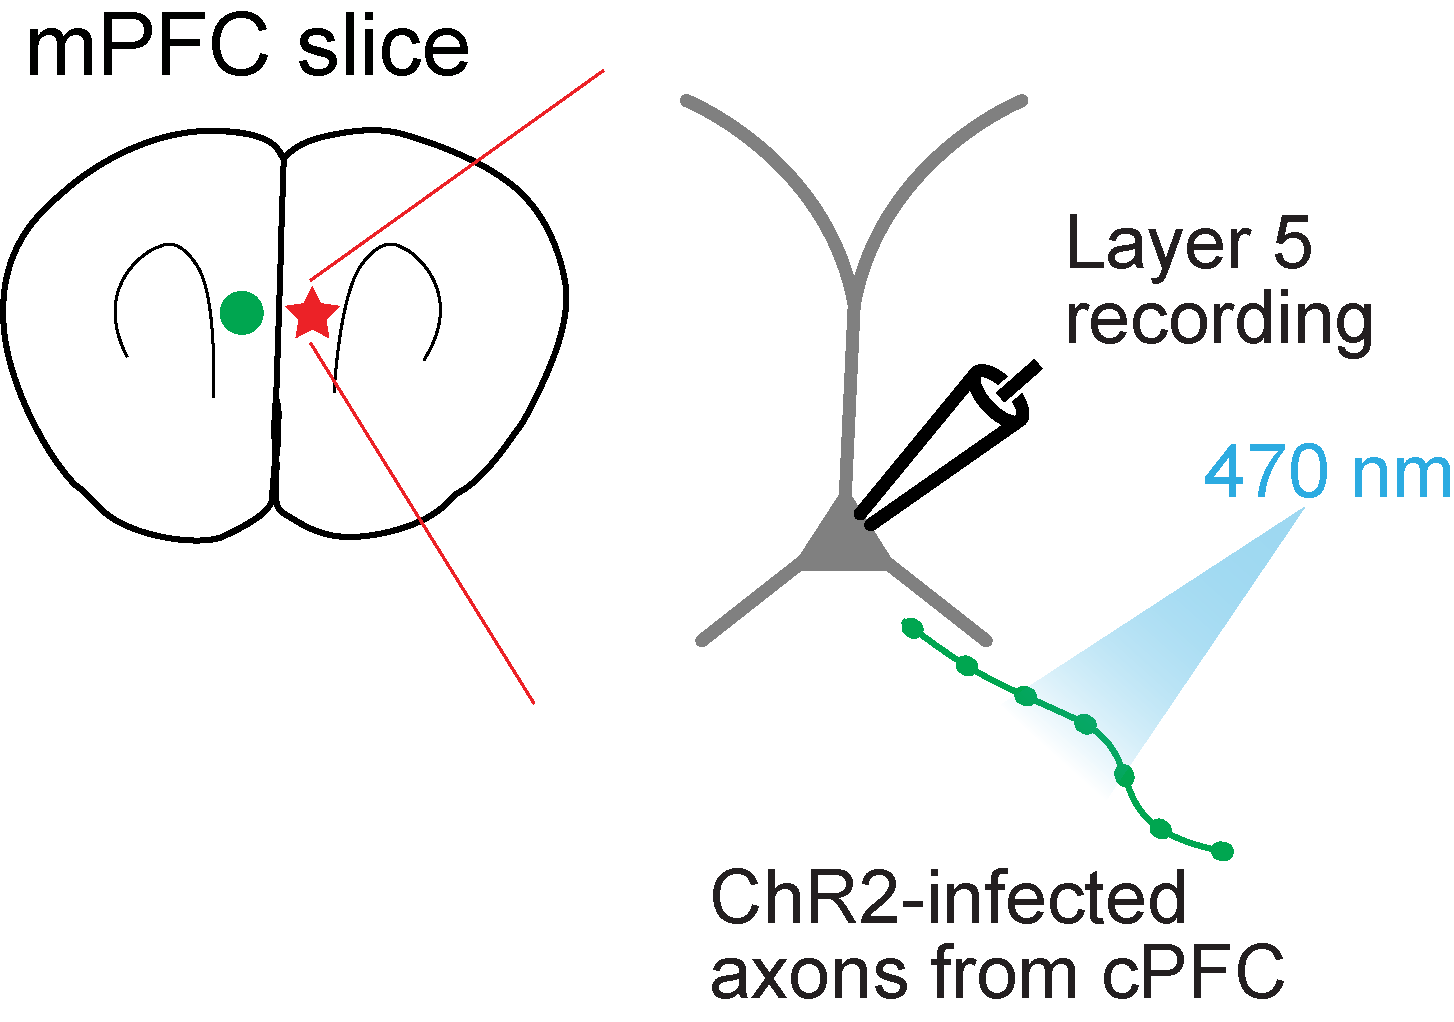 mPFC slice
Layer 5
recording
470 nm
ChR2-infected
axons from cPFC